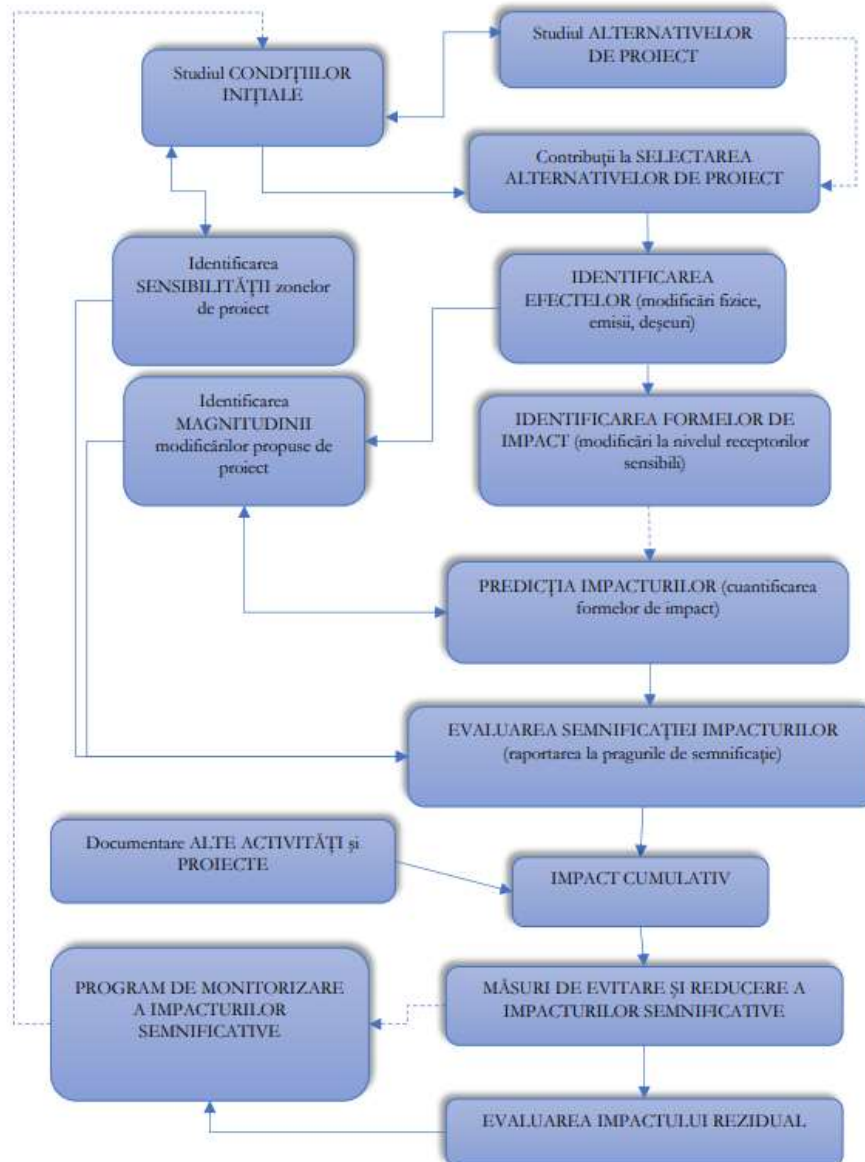 Studiul ALTERNATIVELOR
DE PROIECT
Studiul CONDIȚIILOR
INIȚIALE
Contribuții la SELECTAREA
ALTERNATIVELOR DE PROIECT
Identificarea
SENSIBILITĂȚII zonelor
de proiect
IDENTIFICAREA
EFECTELOR (modificări fizice,
emisii, deșeuri)
Identificarea
MAGNITUDINII
modificărilor propuse de
proiect
IDENTIFICAREA FORMELOR DE
IMPACT (modificări la nivelul receptorilor
sensibili)
PREDICȚIA IMPACTURILOR (cuantificarea
formelor de impact)
EVALUAREA SEMNIFICAȚIEI IMPACTURILOR
(raportarea la pragurile de semnificație)
Documentare ALTE ACTIVITĂȚI și
PROIECTE
IMPACT CUMULATIV
PROGRAM DE MONITORIZARE
A IMPACTURILOR
SEMNIFICATIVE
MĂSURI DE EVITARE ȘI REDUCERE A
IMPACTURILOR SEMNIFICATIVE
EVALUAREA IMPACTULUI REZIDUAL